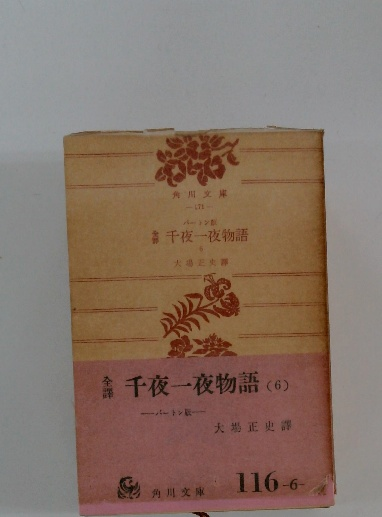 角川文庫
バートン版
全譯 千夜一夜物語
6
大場正史譯
全譯 千夜一夜物語(6)
―バートン版―
大場正史譯
角川文庫 116-6-